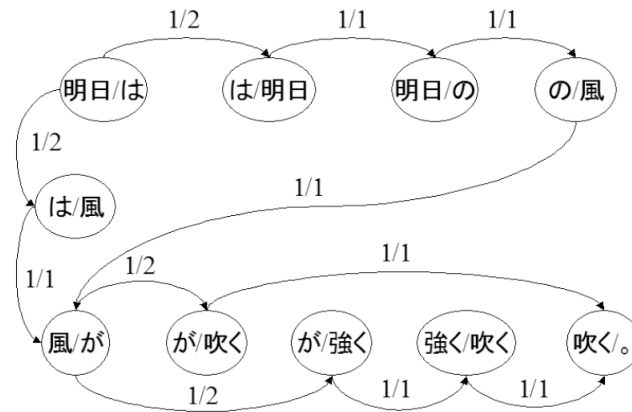 1/2 1/1 1/1
明日/は は/明日 明日/の の/風
1/2
は/風 1/1
1/1 1/2 1/1
風/が が/吹く が/強く 強く/吹く 吹く/。
1/2 1/1 1/1